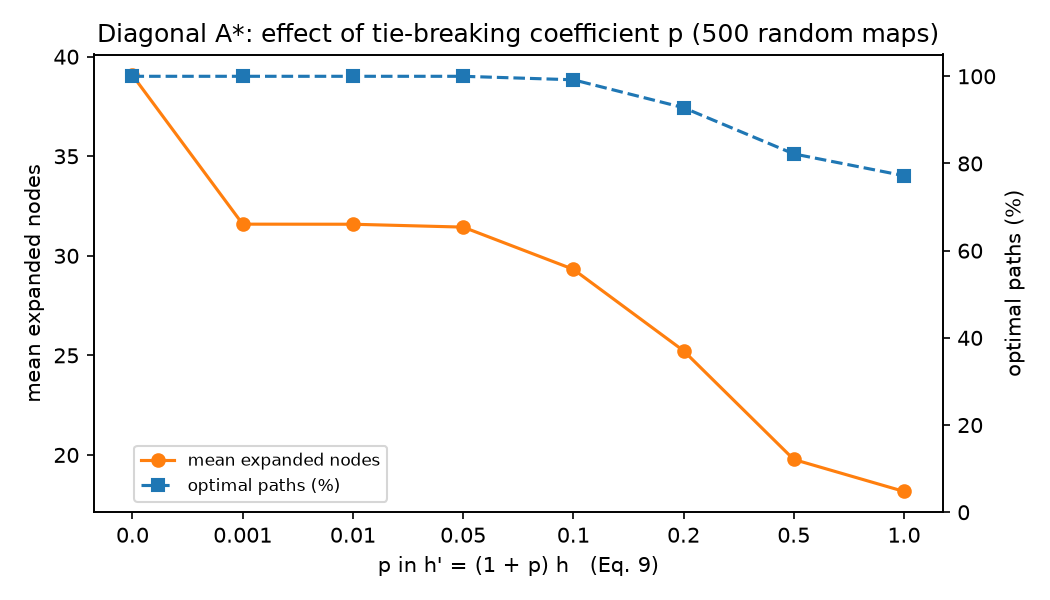 Diagonal A*: effect of tie-breaking coefficient p (500 random maps)
40
35
30
25
20
mean expanded nodes
100
80
60
40
20
0
optimal paths (%)
mean expanded nodes
optimal paths (%)
0.0 0.001 0.01 0.05 0.1 0.2 0.5 1.0
p in h' = (1 + p) h (Eq. 9)